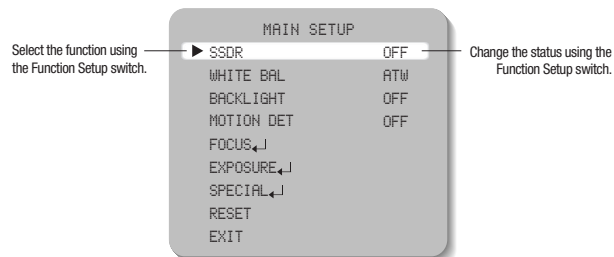 MAIN SETUP
Select the function using
the Function Setup switch.
▶ SSDR OFF
Change the status using the
Function Setup switch.
WHITE BAL ATW
BACKLIGHT OFF
MOTION DET OFF
FOCUS↵
EXPOSURE↵
SPECIAL↵
RESET
EXIT